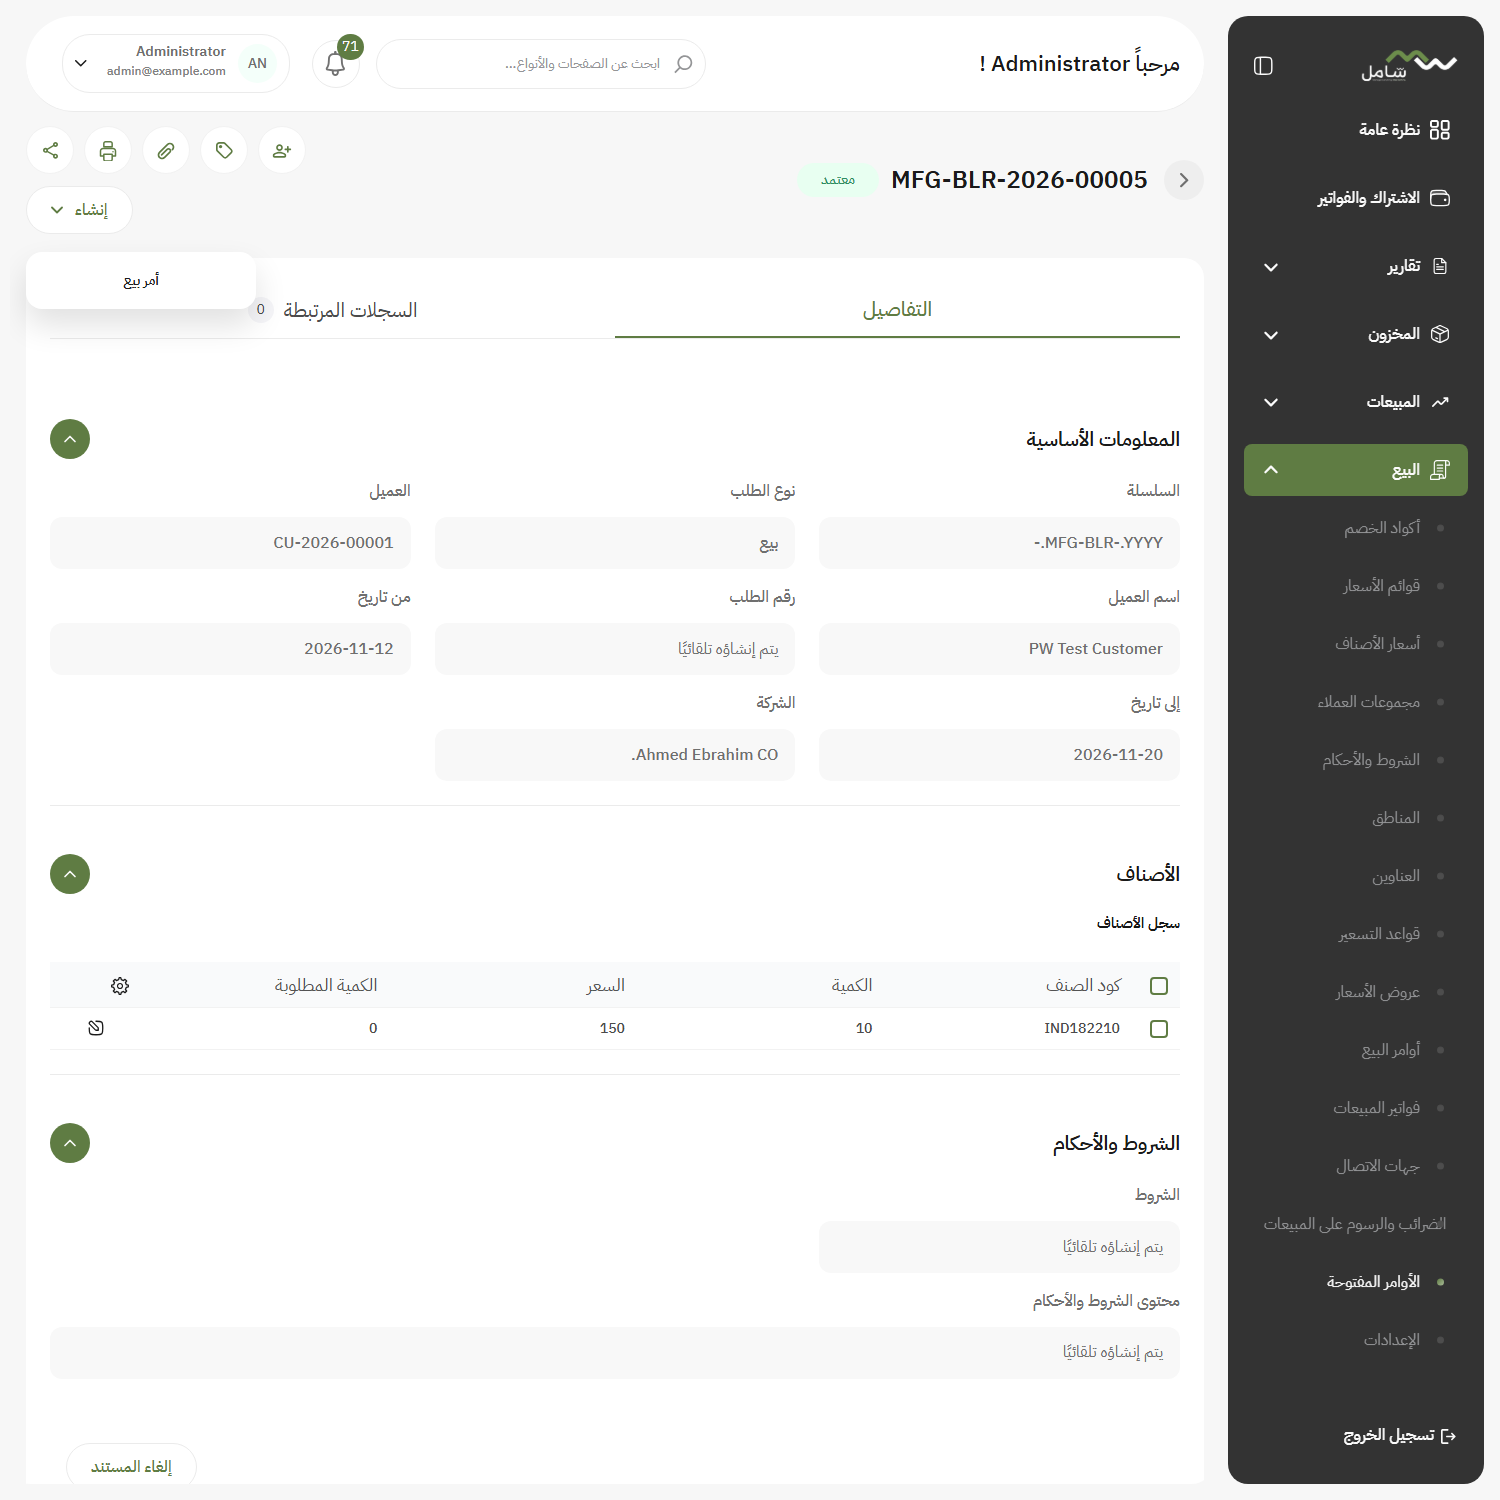 شامل
نظرة عامة
الاشتراك والفواتير
تقارير
المخزون
المبيعات
البيع
أكواد الخصم
قوائم الأسعار
أسعار الأصناف
مجموعات العملاء
الشروط والأحكام
المناطق
العناوين
قواعد التسعير
عروض الأسعار
أوامر البيع
فواتير المبيعات
جهات الاتصال
الضرائب والرسوم على المبيعات
الأوامر المفتوحة
الإعدادات
تسجيل الخروج
مرحباً Administrator !
ابحث عن الصفحات والأنواع...
71
AN
Administrator
admin@example.com
MFG-BLR-2026-00005
معتمد
إنشاء
أمر بيع
التفاصيل
السجلات المرتبطة 0
المعلومات الأساسية
السلسلة نوع الطلب العميل
MFG-BLR-.YYYY.- بيع CU-2026-00001
اسم العميل رقم الطلب من تاريخ
PW Test Customer يتم إنشاؤه تلقائيًا 2026-11-12
إلى تاريخ الشركة
2026-11-20 Ahmed Ebrahim CO.
الأصناف
سجل الأصناف
كود الصنف الكمية السعر الكمية المطلوبة
IND182210 10 150 0
الشروط والأحكام
الشروط
يتم إنشاؤه تلقائيًا
محتوى الشروط والأحكام
يتم إنشاؤه تلقائيًا
إلغاء المستند